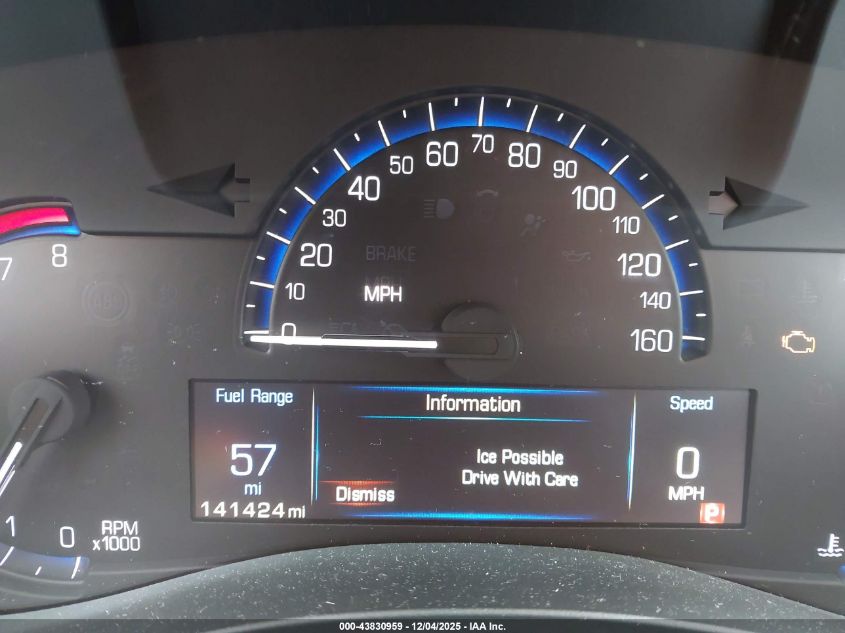 70
60 80
50 90
40 100
30 110
BRAKE
20 120
MPH
10 140
0 160
7 8
1 0
RPM
x1000
Fuel Range
57
mi
141424 mi
Information
Ice Possible
Drive With Care
Dismiss
Speed
0
MPH
P
000-43830959 - 12/04/2025 - IAA Inc.